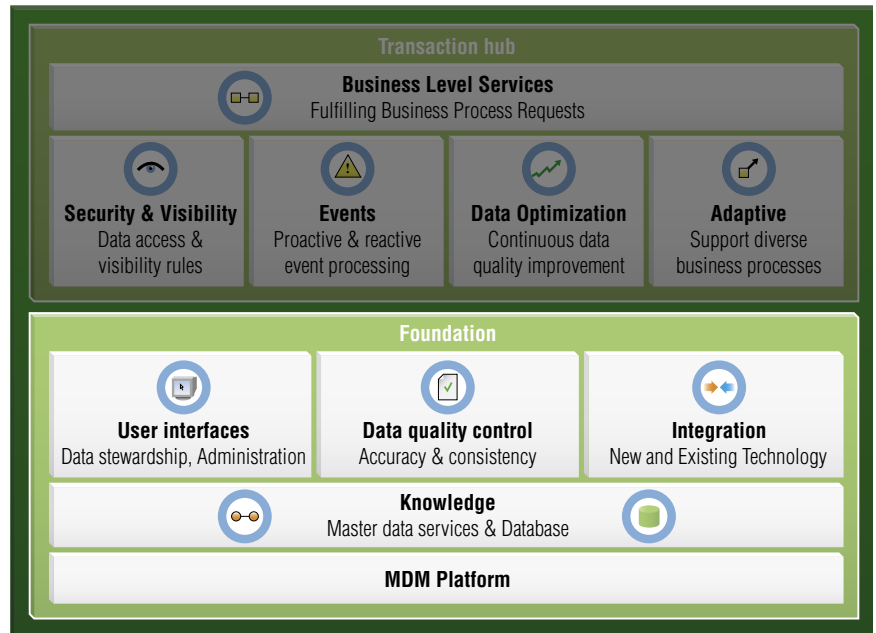 Transaction hub
Business Level Services
Fulfilling Business Process Requests
Security & Visibility
Data access &
visibility rules
Events
Proactive & reactive
event processing
Data Optimization
Continuous data
quality improvement
Adaptive
Support diverse
business processes
Foundation
User interfaces
Data stewardship, Administration
Data quality control
Accuracy & consistency
Integration
New and Existing Technology
Knowledge
Master data services & Database
MDM Platform